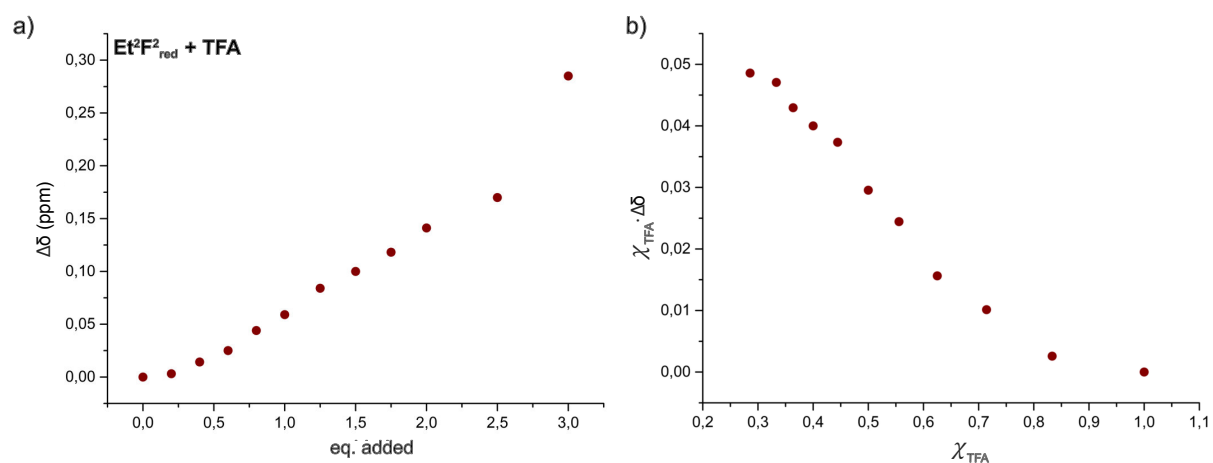 a)
Et²F²red + TFA
0,30
0,25
0,20
0,15
0,10
0,05
0,00
Δδ (ppm)
0,0 0,5 1,0 1,5 2,0 2,5 3,0
eq. added
b)
0,05
0,04
0,03
0,02
0,01
0,00
χTFA·Δδ
0,2 0,3 0,4 0,5 0,6 0,7 0,8 0,9 1,0 1,1
χTFA